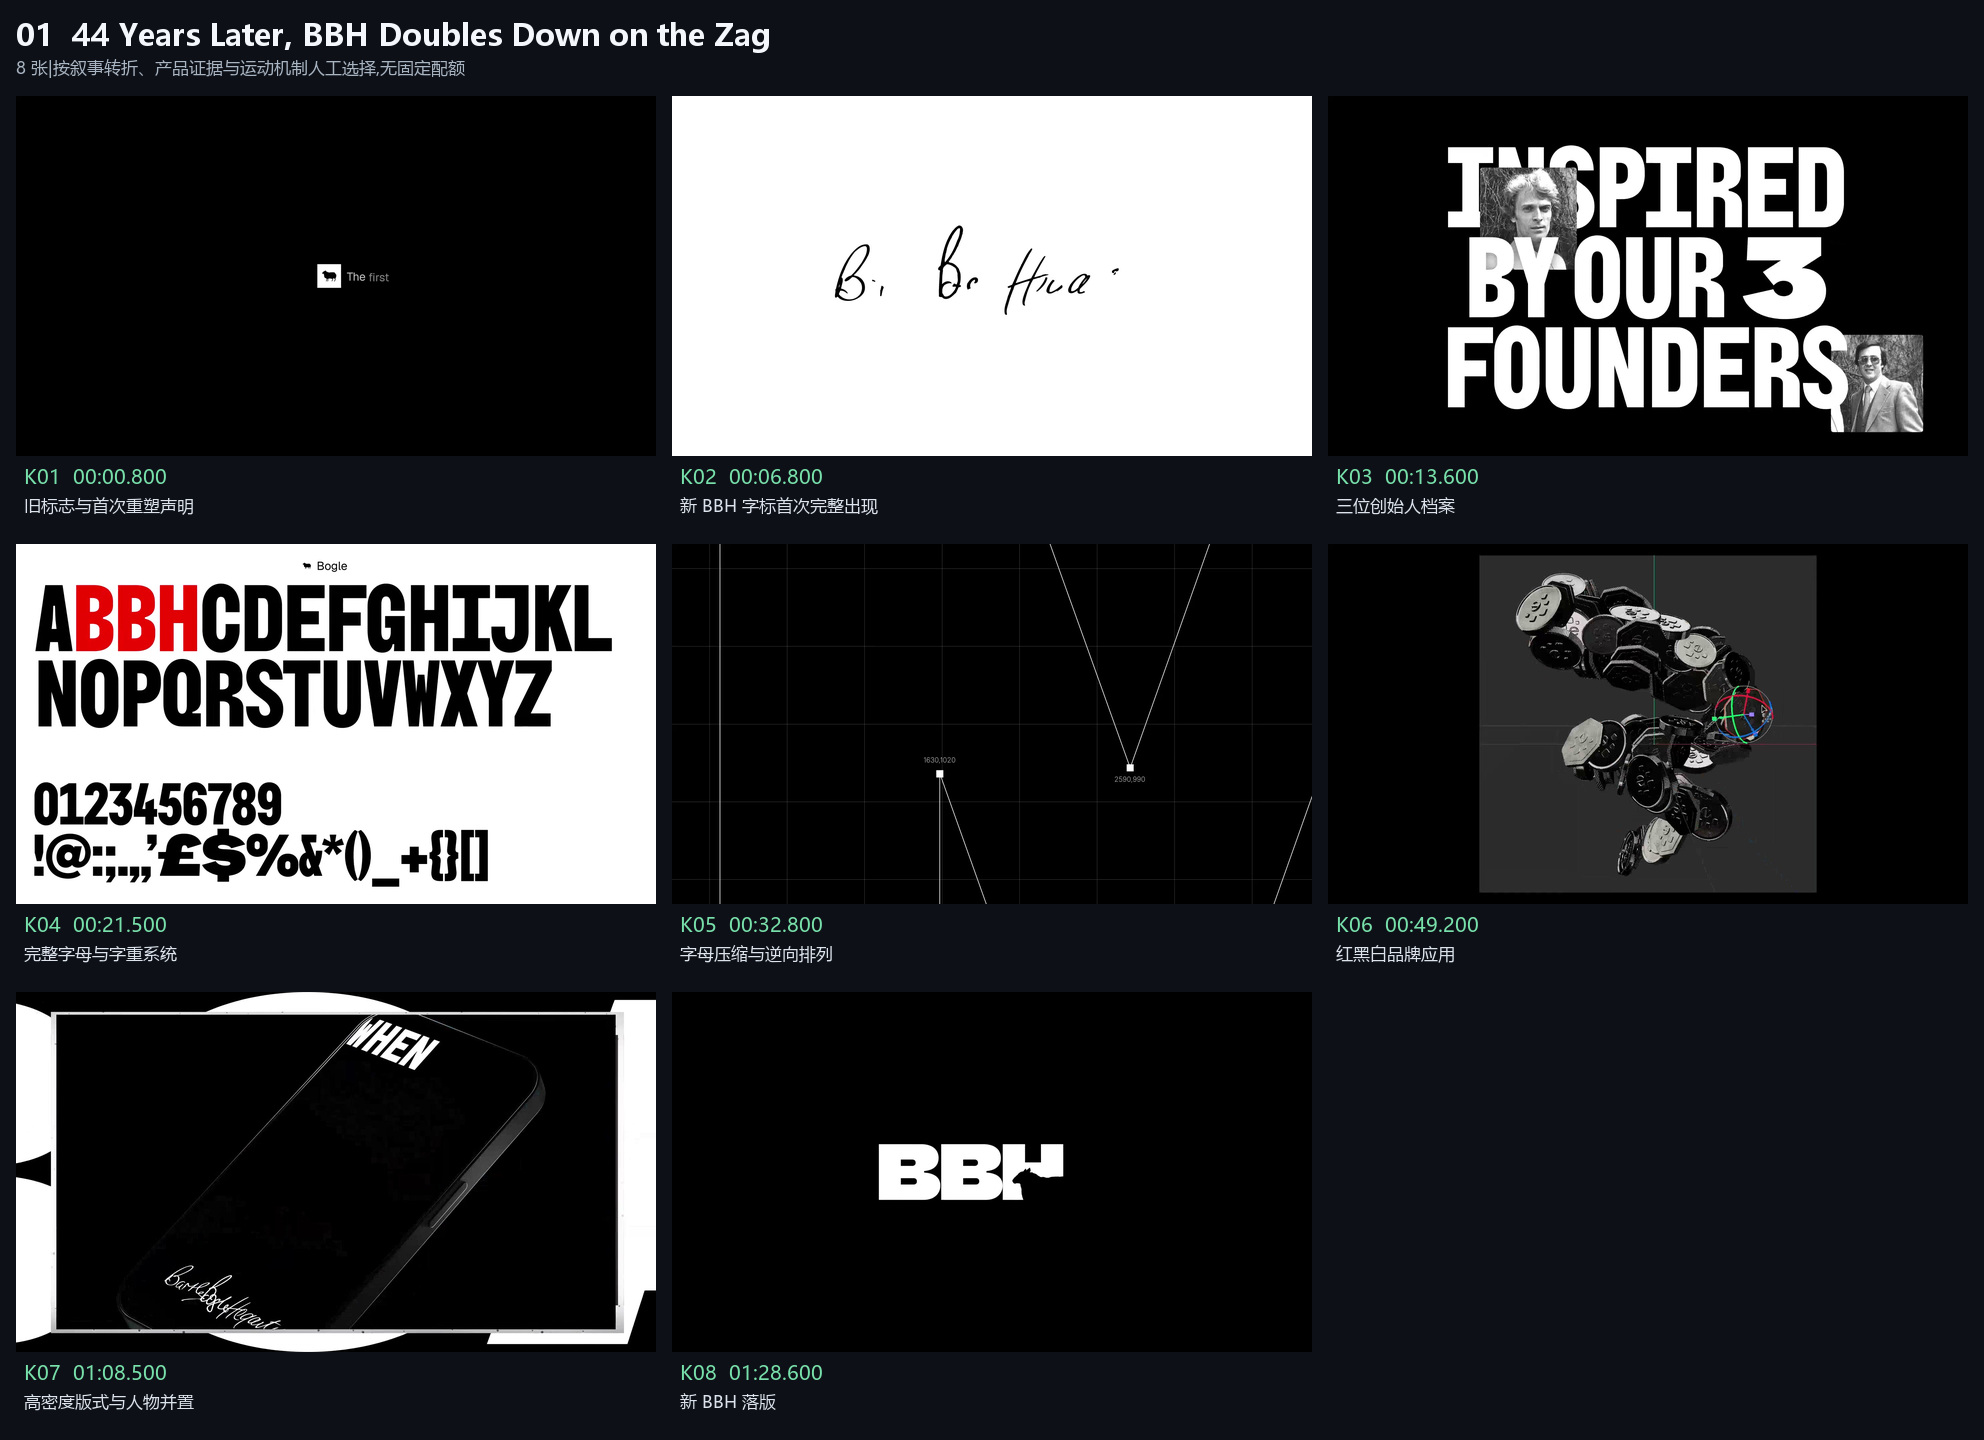 01 44 Years Later, BBH Doubles Down on the Zag
8 张|按叙事转折、产品证据与运动机制人工选择,无固定配额
The first
K01 00:00.800
旧标志与首次重塑声明
K02 00:06.800
新 BBH 字标首次完整出现
INSPIRED
BY OUR 3
FOUNDERS
K03 00:13.600
三位创始人档案
Bogle
ABBHCDEFGHIJKL
NOPQRSTUVWXYZ
0123456789
!@:;.,,’£$%&*()_+{}[]
K04 00:21.500
完整字母与字重系统
1630,1020
2590,990
K05 00:32.800
字母压缩与逆向排列
K06 00:49.200
红黑白品牌应用
WHEN
K07 01:08.500
高密度版式与人物并置
BBH
K08 01:28.600
新 BBH 落版